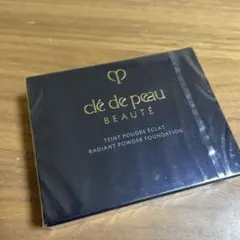 clé de peau
BEAUTÉ
TEINT POUDRE ÉCLAT
RADIANT POWDER FOUNDATION